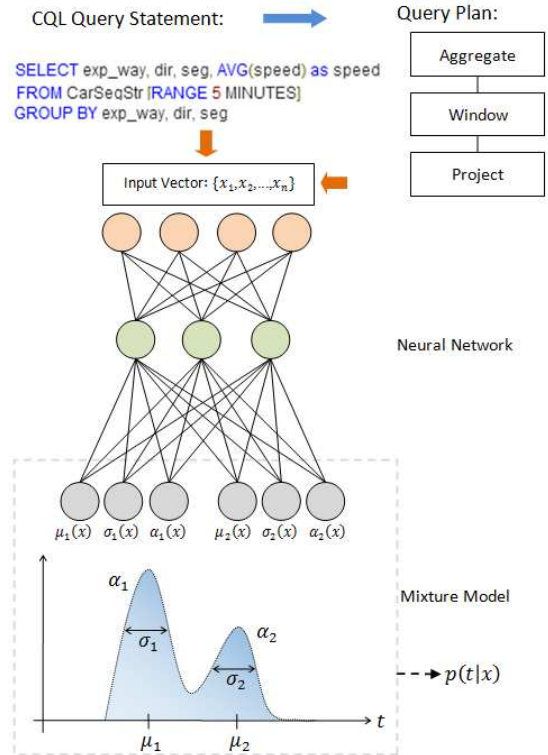 CQL Query Statement:
Query Plan:
SELECT exp_way, dir, seg, AVG(speed) as speed
FROM CarSeqStr [RANGE 5 MINUTES]
GROUP BY exp_way, dir, seg
Aggregate
Window
Project
Input Vector: {x₁,x₂,...,xₙ}
Neural Network
μ₁(x) σ₁(x) α₁(x) μ₂(x) σ₂(x) α₂(x)
Mixture Model
α₁
α₂
σ₁
σ₂
p(t|x)
t
μ₁
μ₂